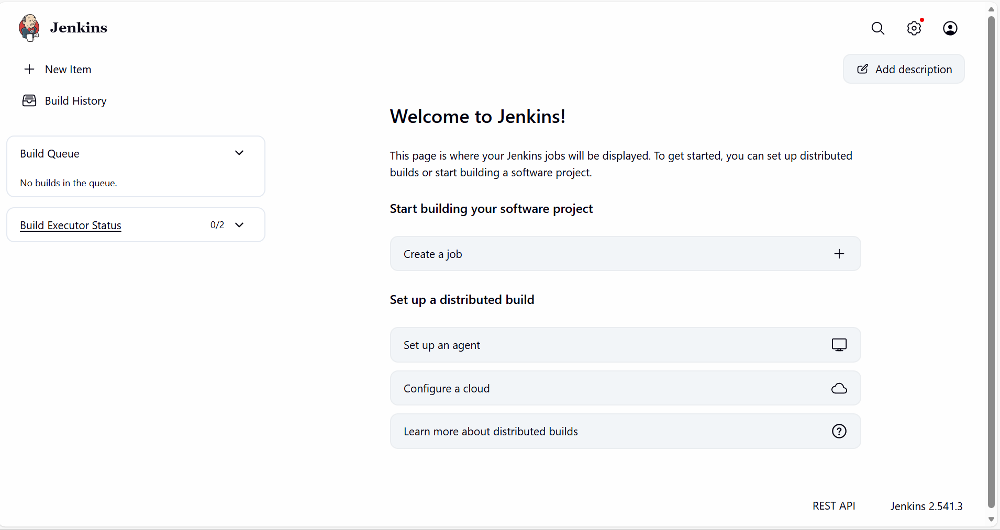 Jenkins
New Item
Add description
Build History
Welcome to Jenkins!
Build Queue
No builds in the queue.
This page is where your Jenkins jobs will be displayed. To get started, you can set up distributed
builds or start building a software project.
Build Executor Status 0/2
Start building your software project
Create a job
Set up a distributed build
Set up an agent
Configure a cloud
Learn more about distributed builds
REST API
Jenkins 2.541.3